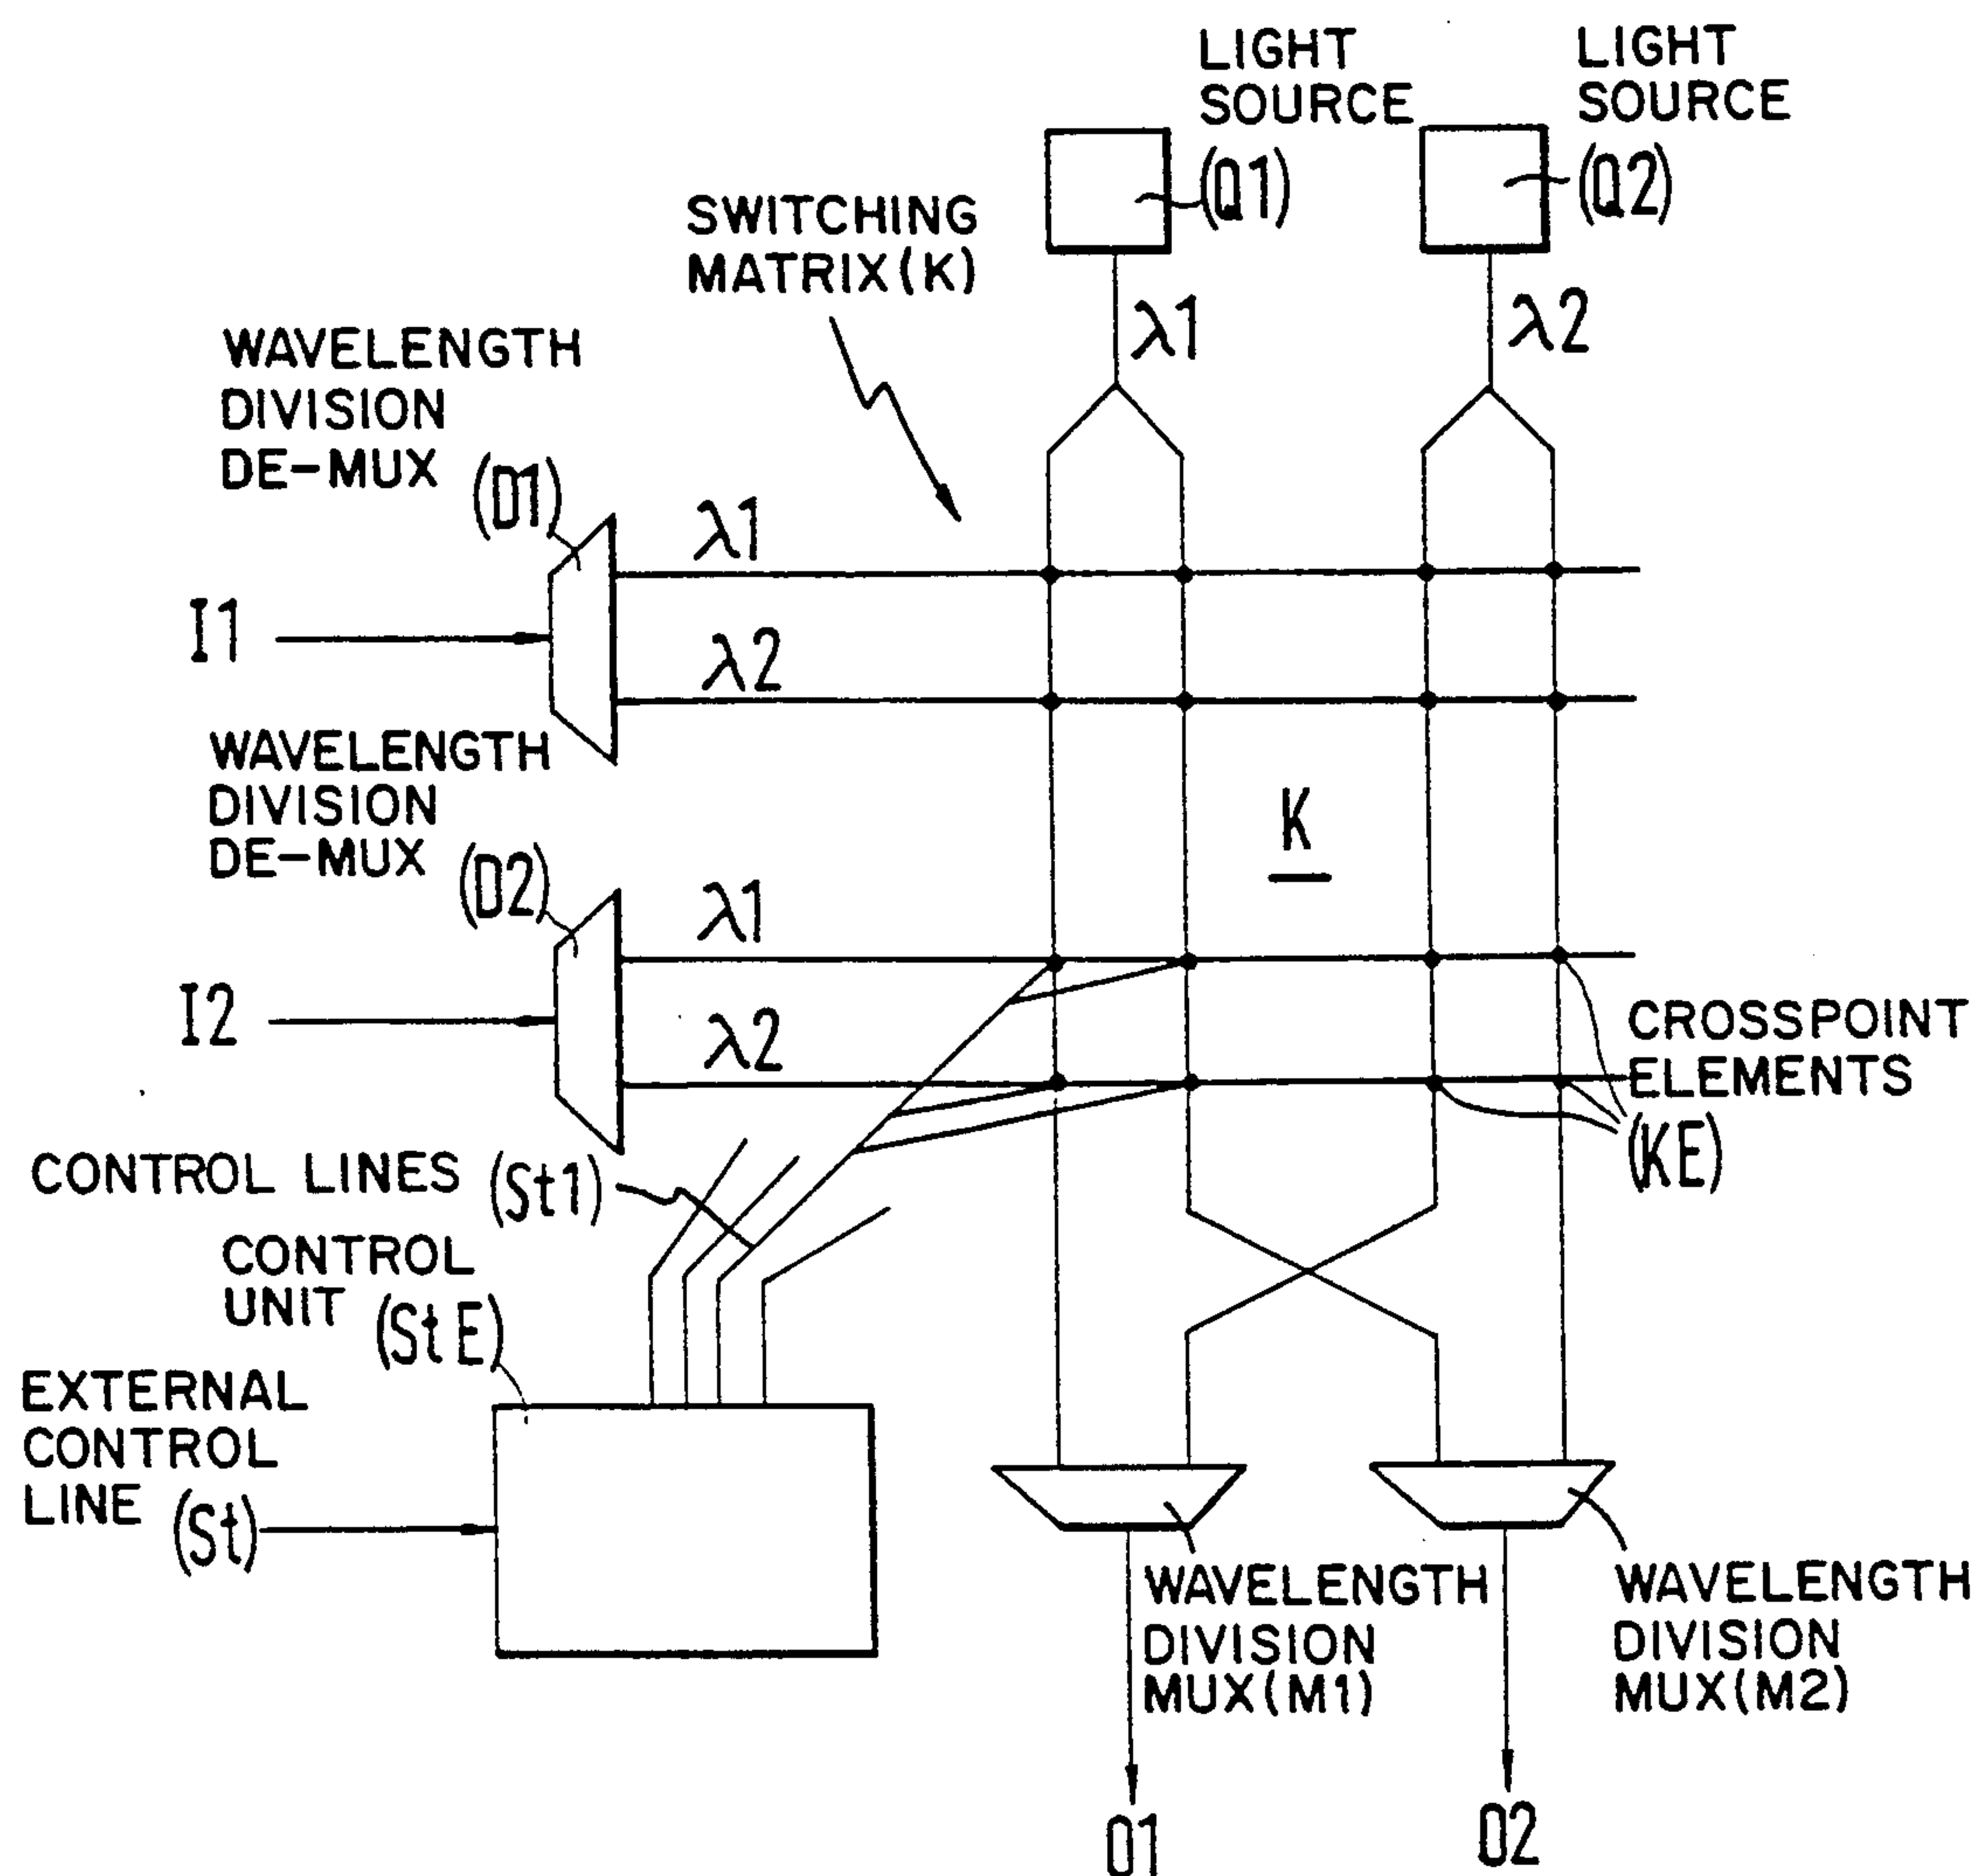 LIGHT
SOURCE
(Q1)
LIGHT
SOURCE
(Q2)
SWITCHING
MATRIX(K)
λ1
λ2
WAVELENGTH
DIVISION
DE-MUX (D1)
λ1
I1
λ2
WAVELENGTH
DIVISION
DE-MUX (D2)
K
λ1
I2
λ2
CROSSPOINT
ELEMENTS
(KE)
CONTROL LINES (St1)
CONTROL
UNIT (StE)
EXTERNAL
CONTROL
LINE (St)
WAVELENGTH
DIVISION
MUX(M1)
WAVELENGTH
DIVISION
MUX(M2)
O1
O2